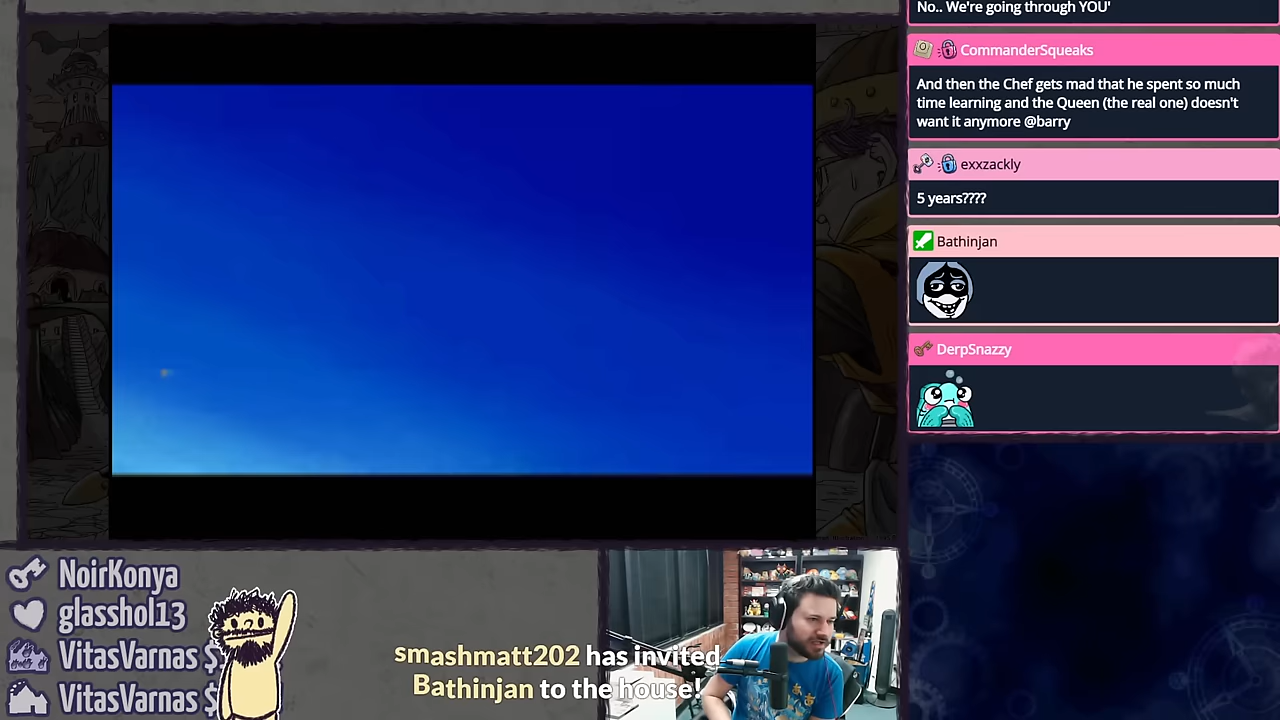 No.. We're going through YOU'
CommanderSqueaks
And then the Chef gets mad that he spent so much
time learning and the Queen (the real one) doesn't
want it anymore @barry
exxzackly
5 years????
Bathinjan
DerpSnazzy
NoirKonya
glasshol13
VitasVarnas $
VitasVarnas $
smashmatt202 has invited
Bathinjan to the house!